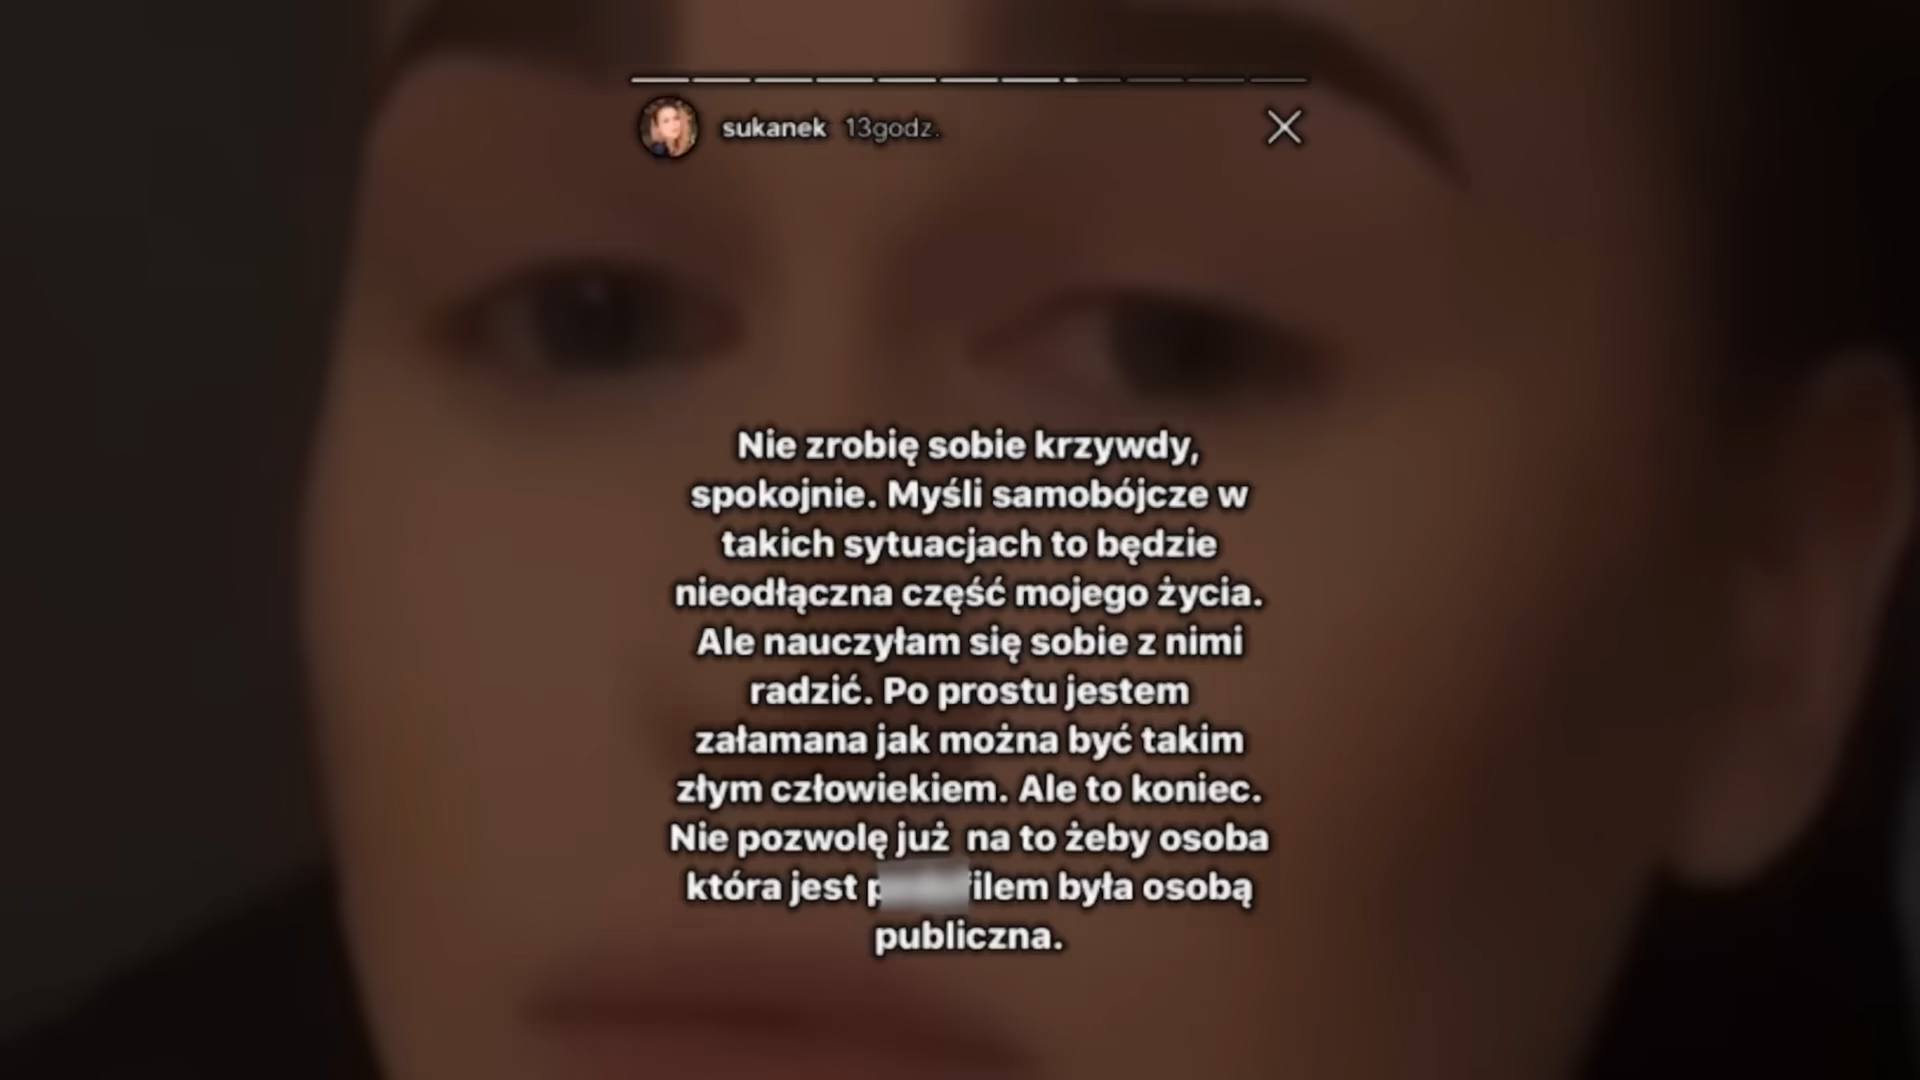 sukanek 13godz.
Nie zrobię sobie krzywdy,
spokojnie. Myśli samobójcze w
takich sytuacjach to będzie
nieodłączna część mojego życia.
Ale nauczyłam się sobie z nimi
radzić. Po prostu jestem
załamana jak można być takim
złym człowiekiem. Ale to koniec.
Nie pozwolę już na to żeby osoba
która jest była osobą
publiczna.